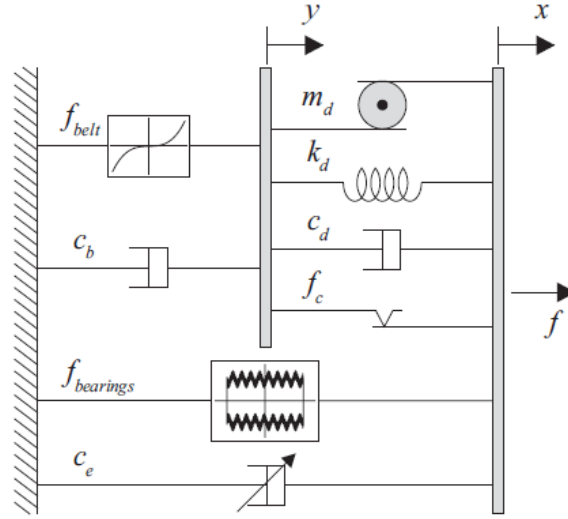 y
x
f_belt
m_d
k_d
c_b
c_d
f_c
f
f_bearings
c_e